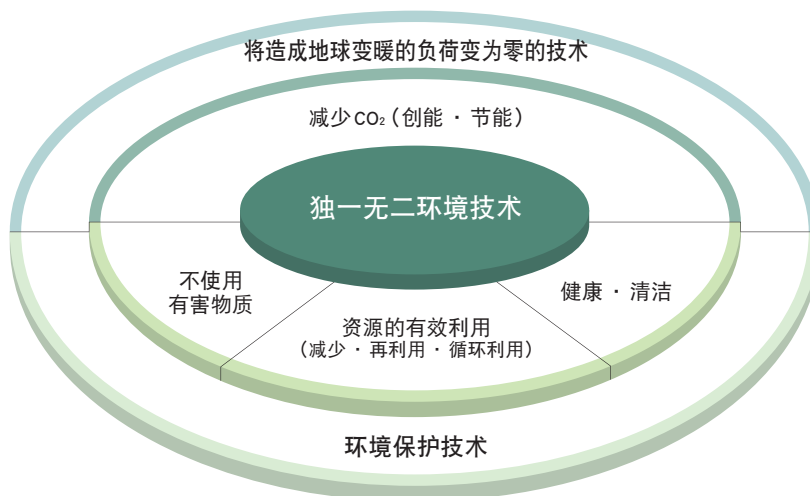 将造成地球变暖的负荷变为零的技术
减少CO₂（创能・节能）
独一无二环境技术
不使用
有害物质
健康・清洁
资源的有效利用
（减少・再利用・循环利用）
环境保护技术